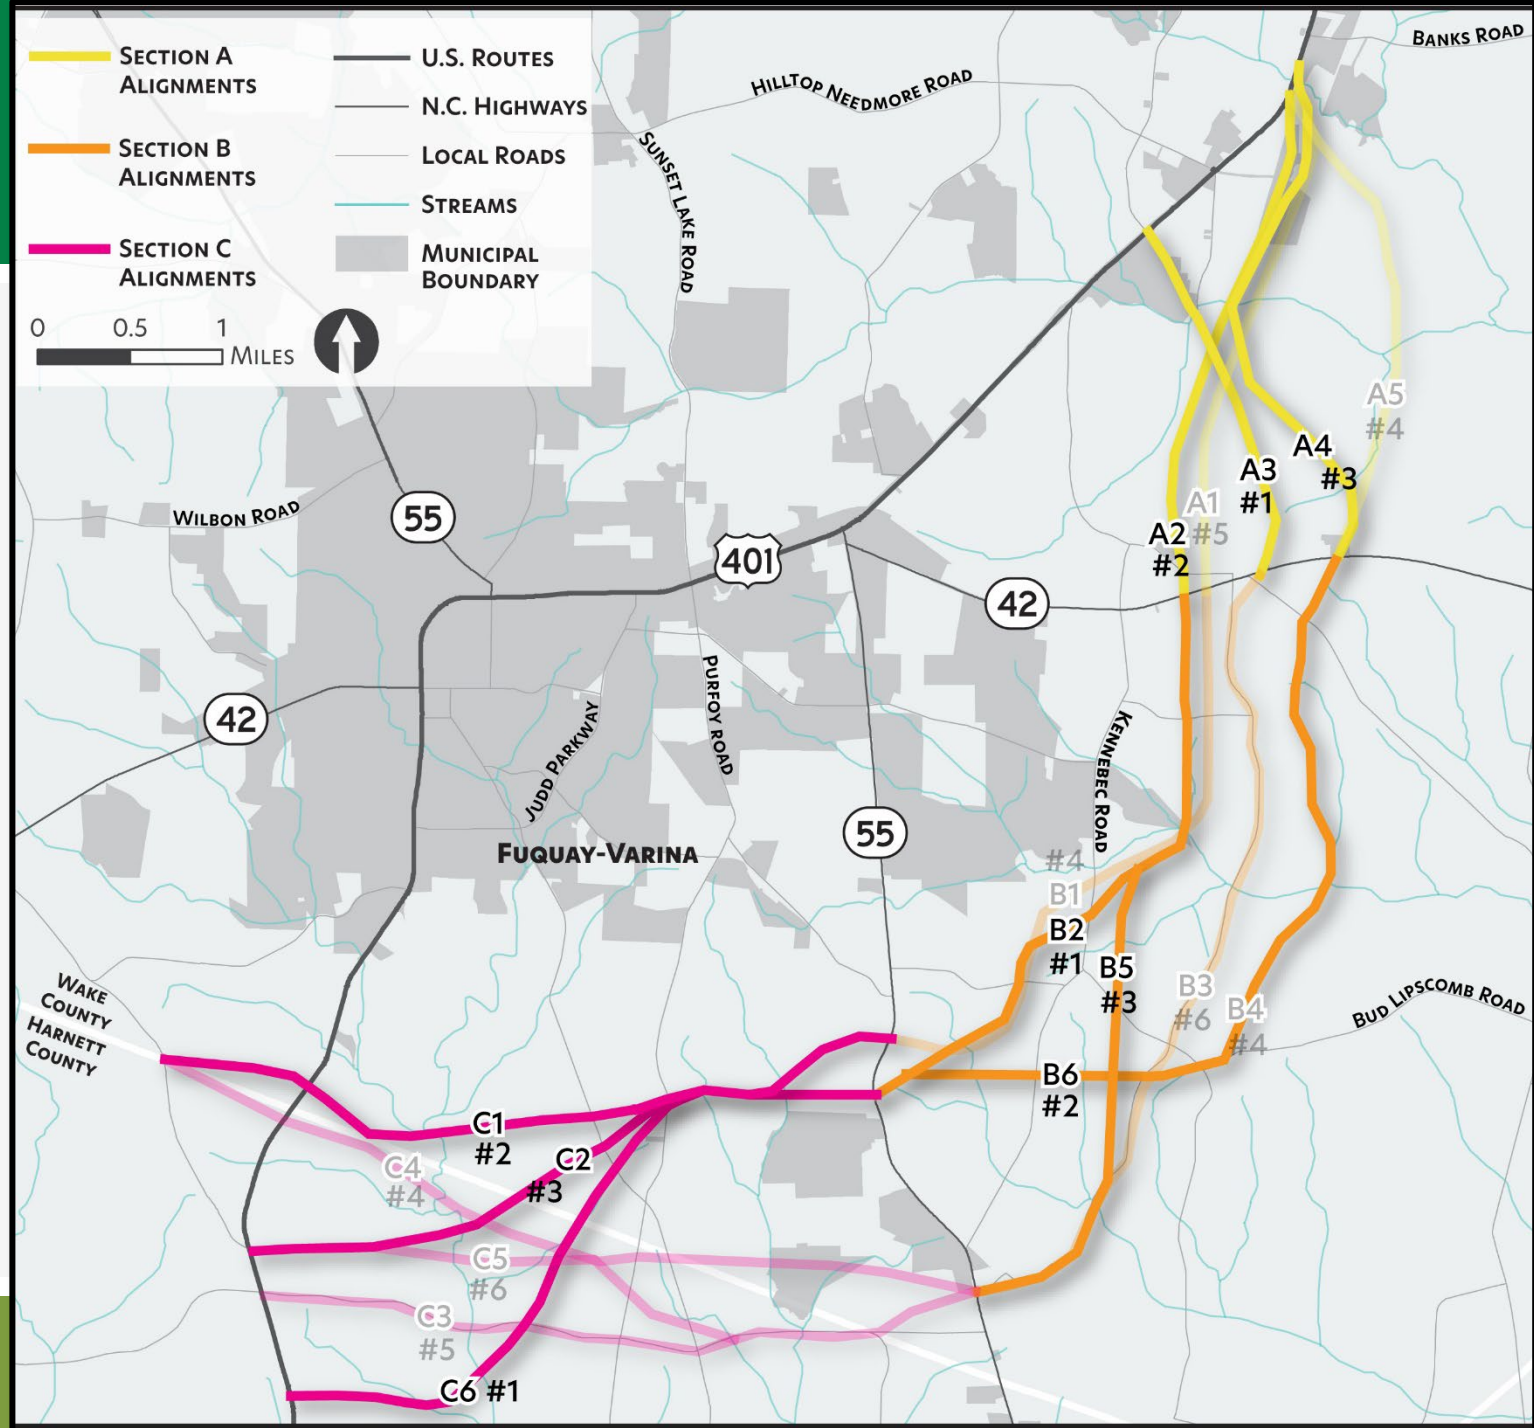 SECTION A
ALIGNMENTS
SECTION B
ALIGNMENTS
SECTION C
ALIGNMENTS
U.S. ROUTES
N.C. HIGHWAYS
LOCAL ROADS
STREAMS
MUNICIPAL
BOUNDARY
0 0.5 1
MILES
BANKS ROAD
HILLTOP NEEDMORE ROAD
SUNSET LAKE ROAD
A5
#4
A4
#3
A3
#1
A1
#5
A2
#2
WILBON ROAD
55
401
42
42
PURFOY ROAD
JUDD PARKWAY
KENNEBEC ROAD
55
FUQUAY-VARINA
#4
B1
B2
#1
B5
#3
B3
#6
B4
#4
BUD LIPSCOMB ROAD
WAKE
COUNTY
HARNETT
COUNTY
B6
#2
C1
#2
C2
#3
C4
#4
C5
#6
C3
#5
C6 #1